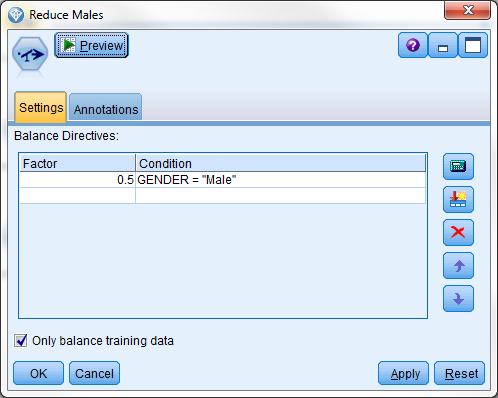 Reduce Males
Preview
?
Settings Annotations
Balance Directives:
Factor Condition
0.5 GENDER = "Male"
Only balance training data
OK Cancel Apply Reset